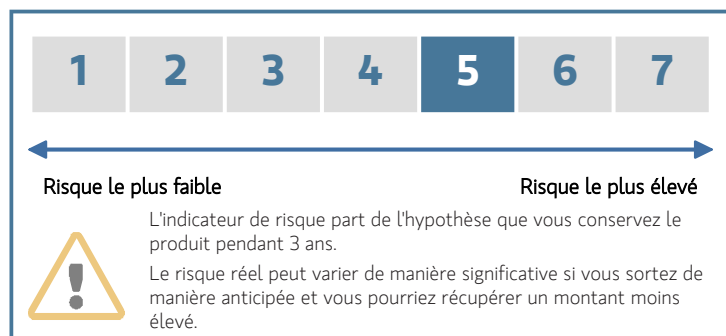 1 2 3 4 5 6 7
Risque le plus faible Risque le plus élevé
L'indicateur de risque part de l'hypothèse que vous conservez le
produit pendant 3 ans.
Le risque réel peut varier de manière significative si vous sortez de
manière anticipée et vous pourriez récupérer un montant moins
élevé.